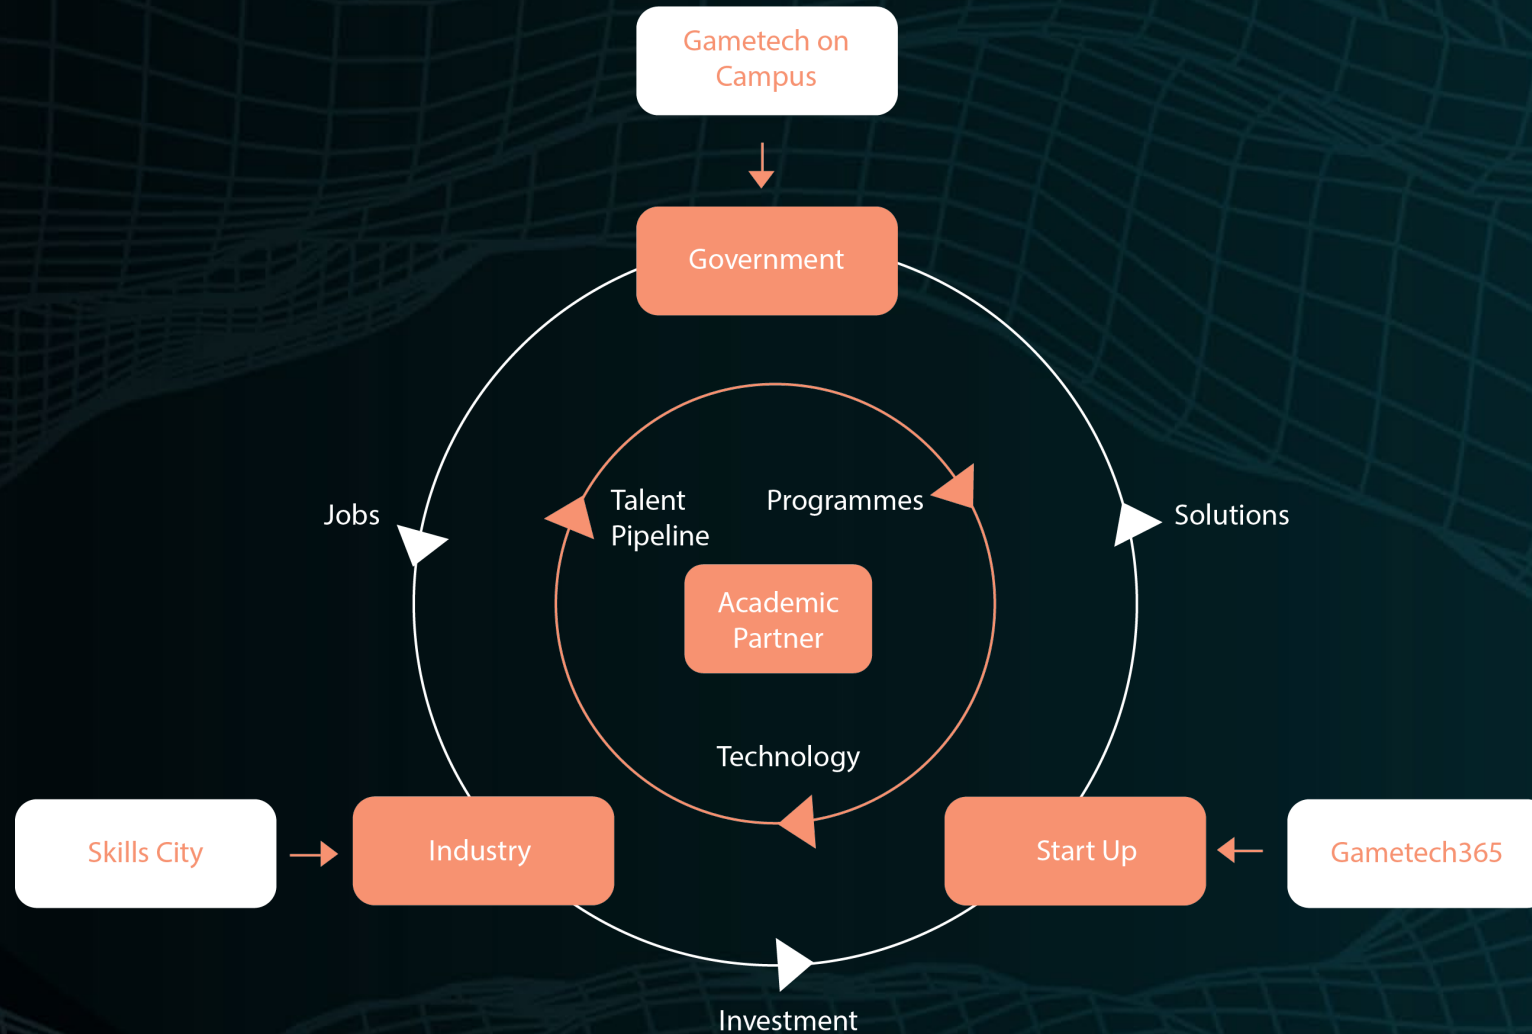 Gametech on
Campus
Government
Jobs
Talent
Pipeline
Programmes
Solutions
Academic
Partner
Technology
Skills City
Industry
Start Up
Gametech365
Investment